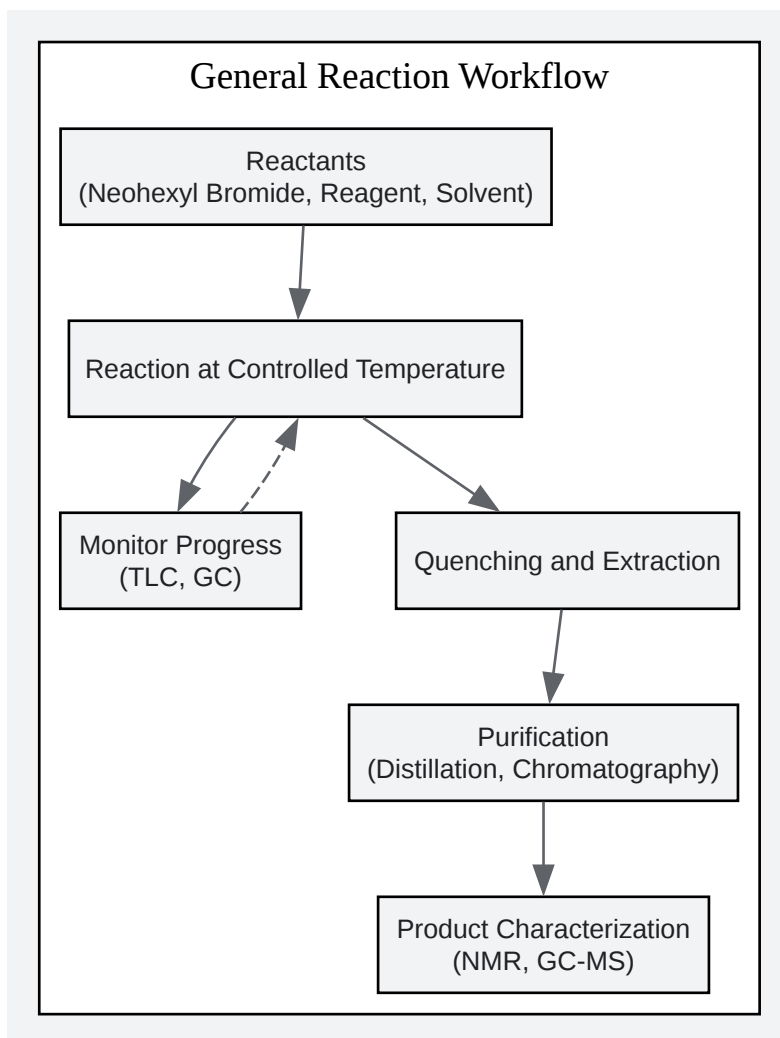 General Reaction Workflow
Reactants
(Neohexyl Bromide, Reagent, Solvent)
Reaction at Controlled Temperature
Monitor Progress
(TLC, GC)
Quenching and Extraction
Purification
(Distillation, Chromatography)
Product Characterization
(NMR, GC-MS)